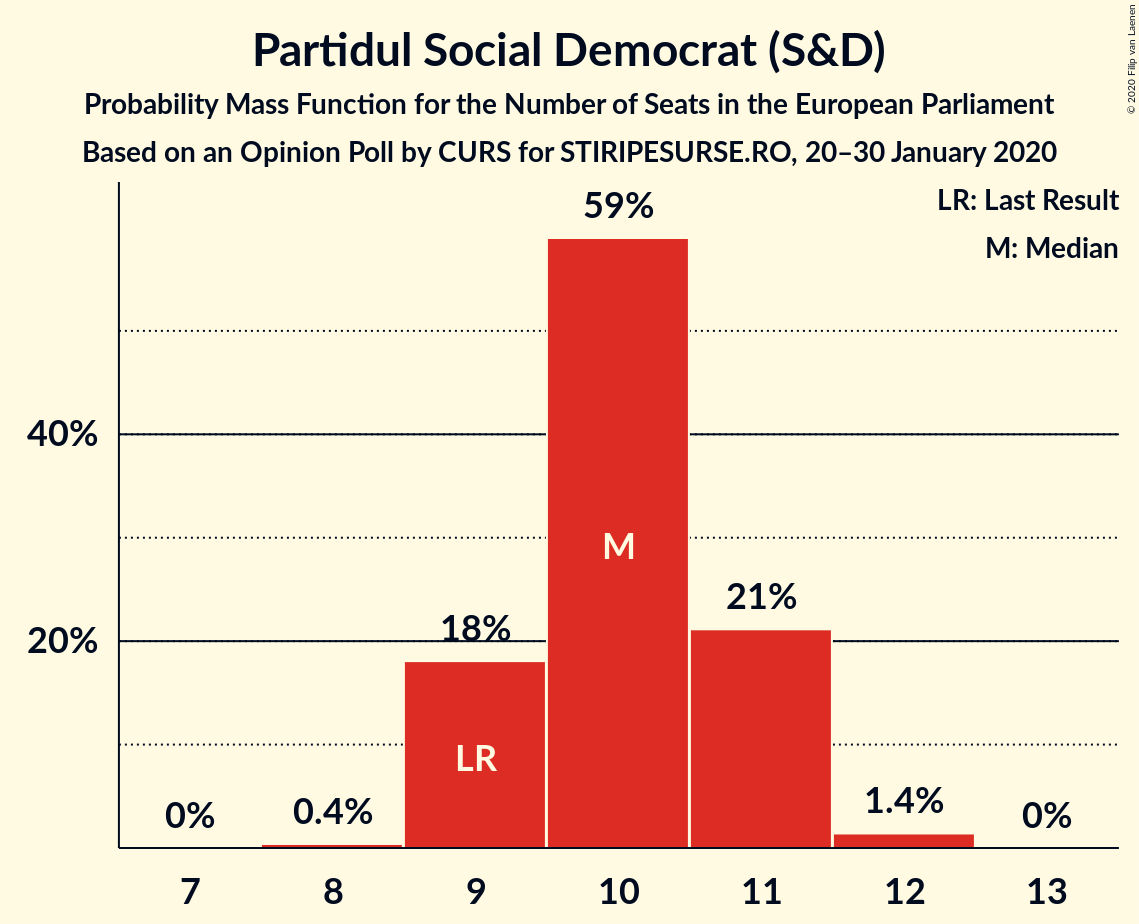 Partidul Social Democrat (S&D)
Probability Mass Function for the Number of Seats in the European Parliament
Based on an Opinion Poll by CURS for STIRIPESURSE.RO, 20–30 January 2020
© 2020 Filip van Laenen
LR: Last Result
M: Median
59%
40%
M
21%
18%
20%
LR
0%
0.4%
1.4%
0%
7 8 9 10 11 12 13